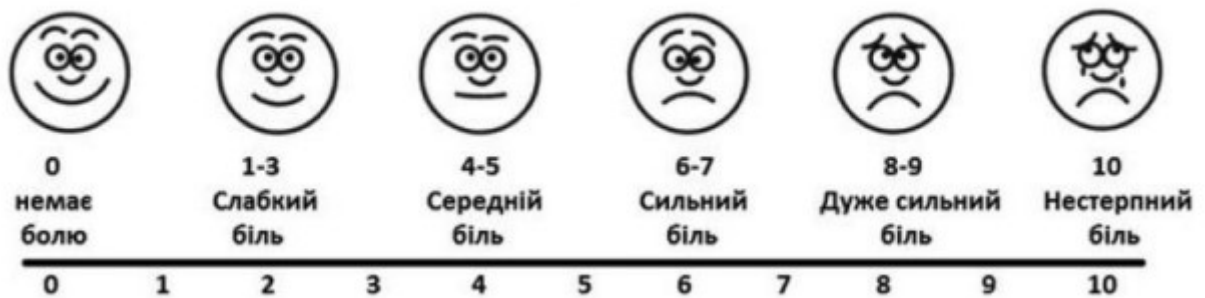 0 1-3 4-5 6-7 8-9 10
немає Слабкий Середній Сильний Дуже сильний Нестерпний
болю біль біль біль біль біль
0 1 2 3 4 5 6 7 8 9 10